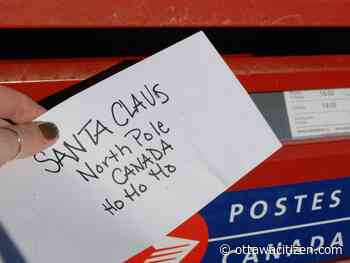 SANTA CLAUS
North Pole
CANADA
Ho Ho Ho
POSTES
CANADA
ottawacitizen.com